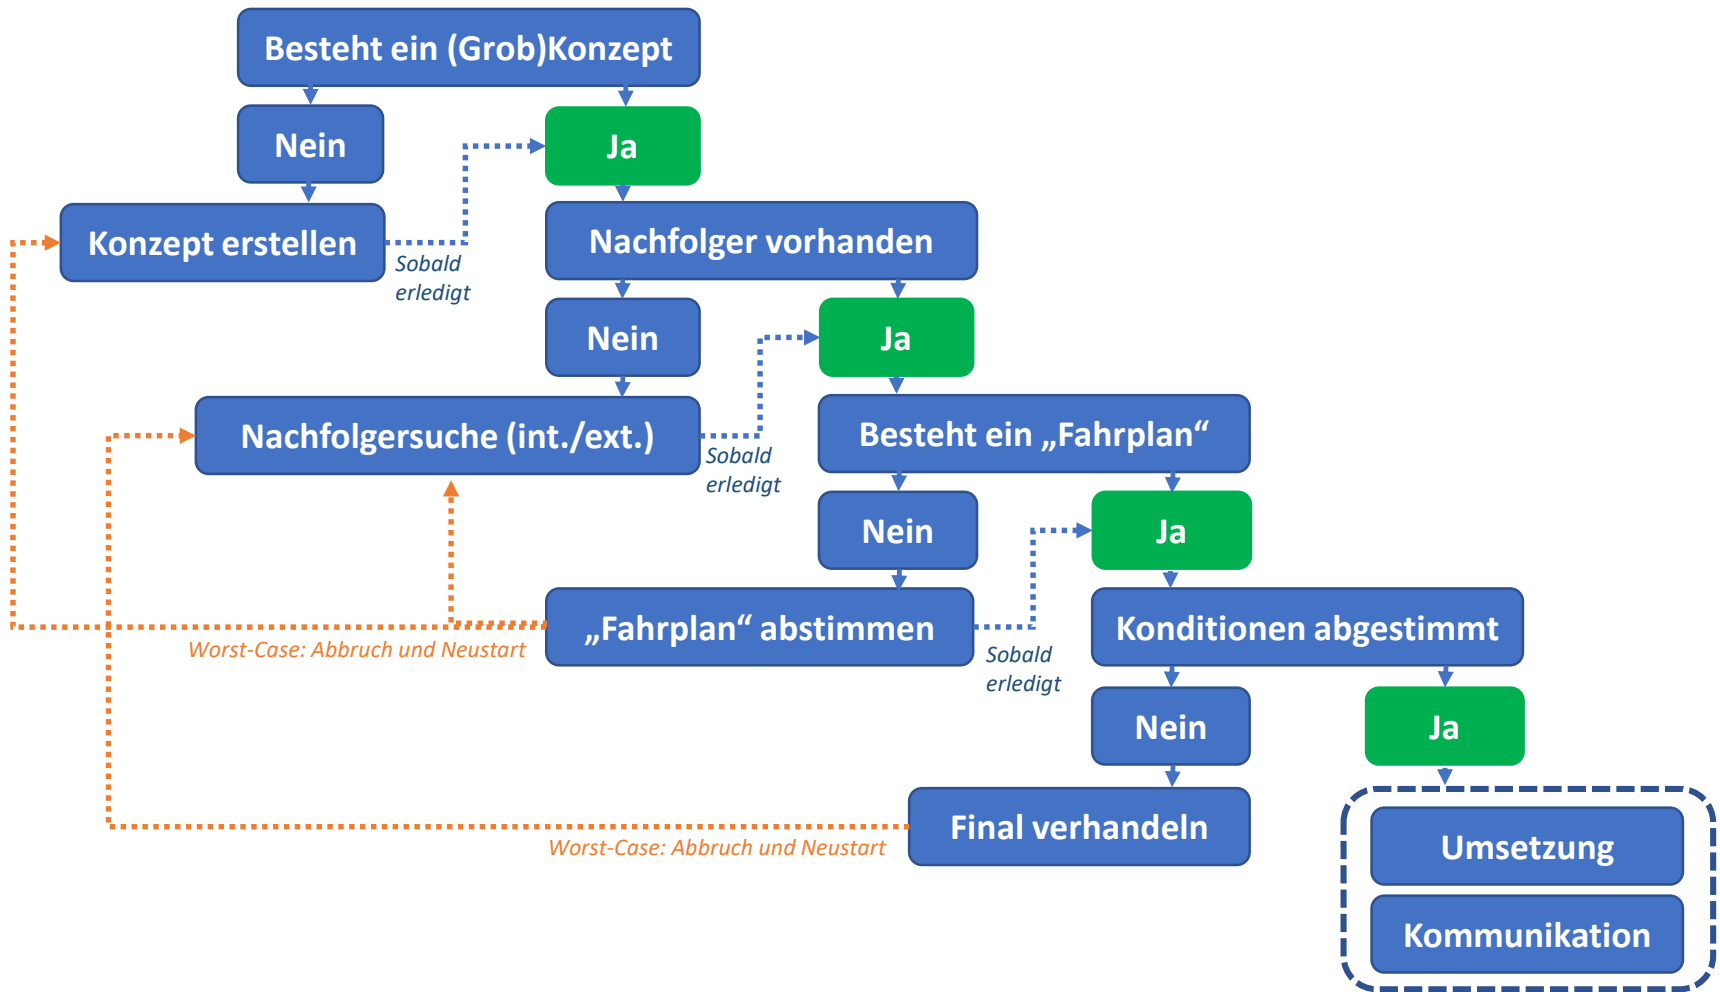 Besteht ein (Grob)Konzept
Nein
Ja
Konzept erstellen
Sobald
erledigt
Nachfolger vorhanden
Nein
Ja
Nachfolgersuche (int./ext.)
Sobald
erledigt
Besteht ein „Fahrplan“
Nein
Ja
„Fahrplan“ abstimmen
Worst-Case: Abbruch und Neustart
Sobald
erledigt
Konditionen abgestimmt
Nein
Ja
Final verhandeln
Worst-Case: Abbruch und Neustart
Umsetzung
Kommunikation